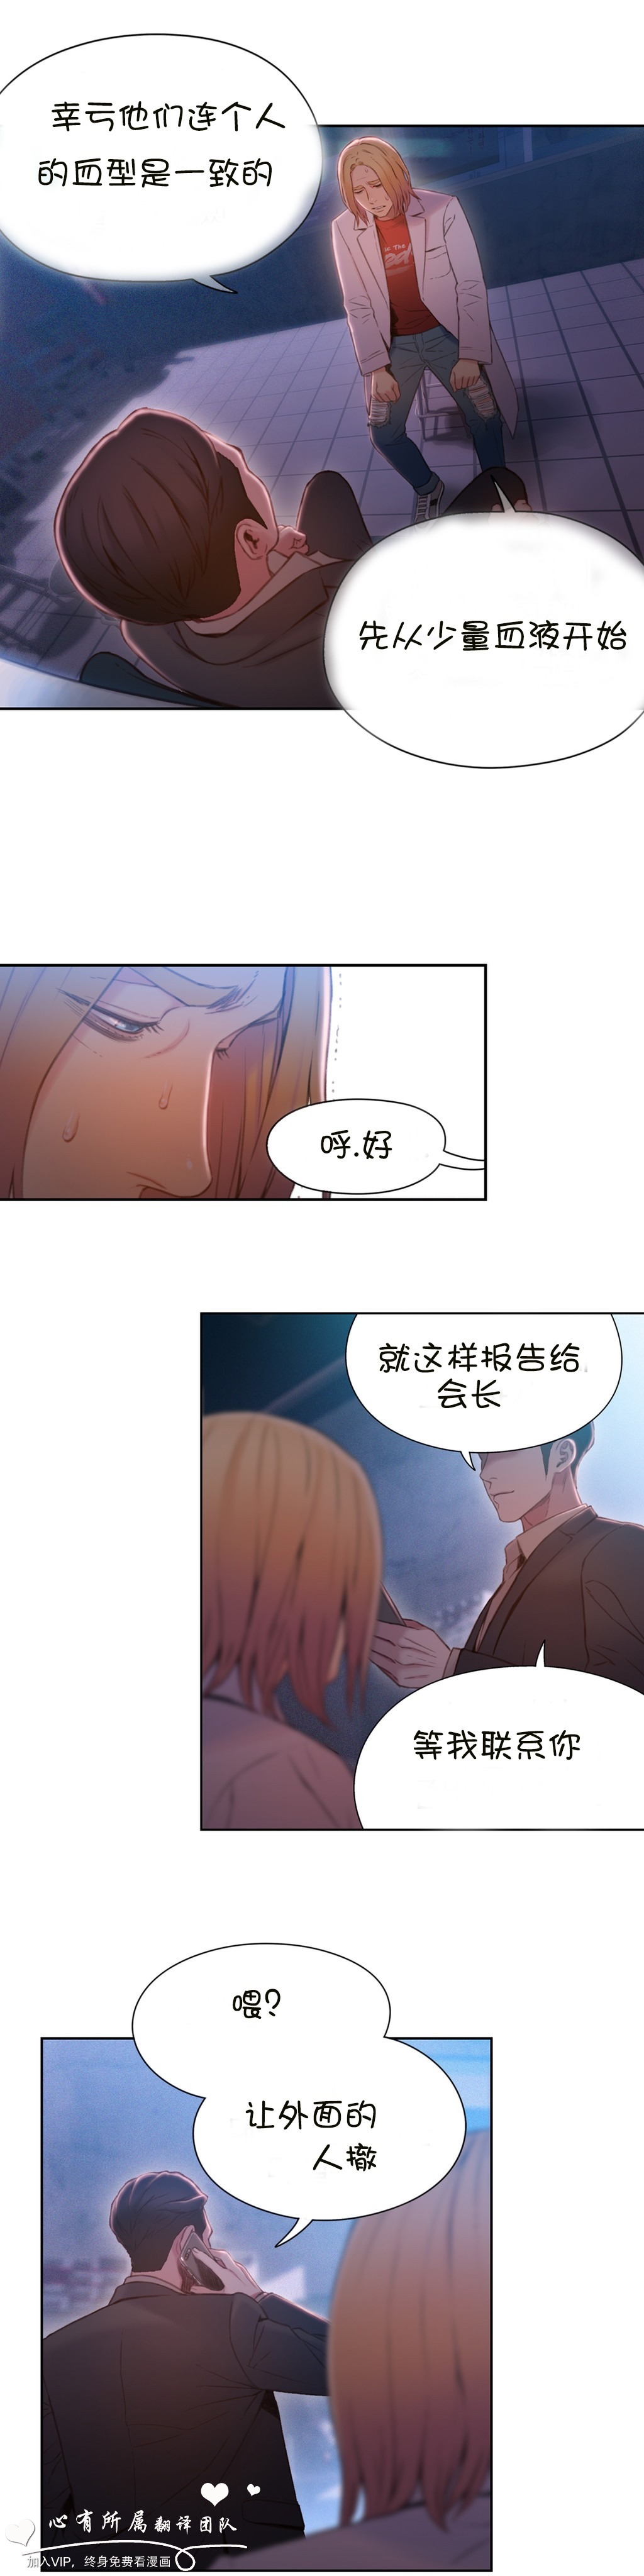 幸亏他们连个人
的血型是一致的
先从少量血液开始
呼.好
就这样报告给
会长
等我联系你
喂?
让外面的
人撤
心有所属翻译团队
加入VIP，终身免费看漫画